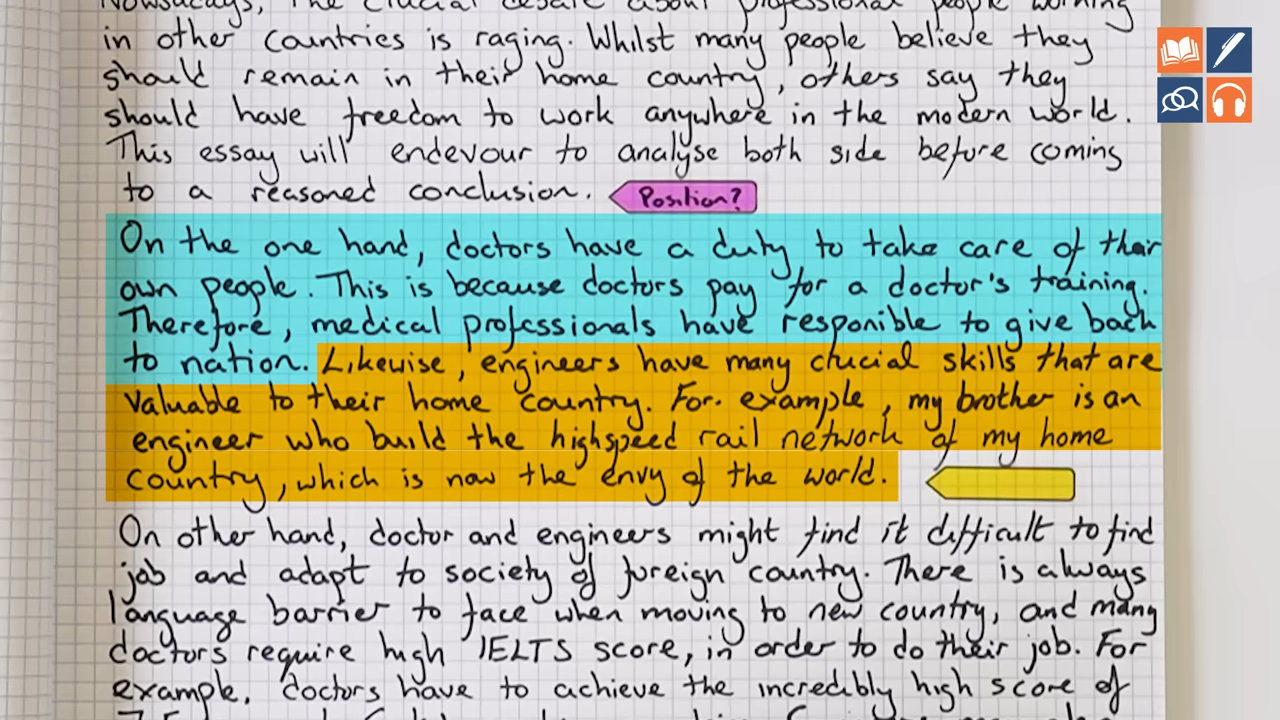 Nowsadays, the crucial debate about professional people working
in other countries is raging. Whilst many people believe they
should remain in their home country, others say they
should have freedom to work anywhere in the modern world.
This essay will endevour to analyse both side before coming
to a reasoned conclusion.
Position?
On the one hand, doctors have a duty to take care of their
own people. This is because doctors pay for a doctor's training.
Therefore, medical professionals have responible to give back
to nation. Likewise, engineers have many crucial skills that are
valuable to their home country. For. example, my brother is an
engineer who build the highspeed rail network of my home
country, which is now the envy of the world.
On other hand, doctor and engineers might find it difficult to find
job and adapt to society of foreign country. There is always
language barrier to face when moving to new country, and many
doctors require high IELTS score, in order to do their job. For
example, doctors have to achieve the incredibly high score of